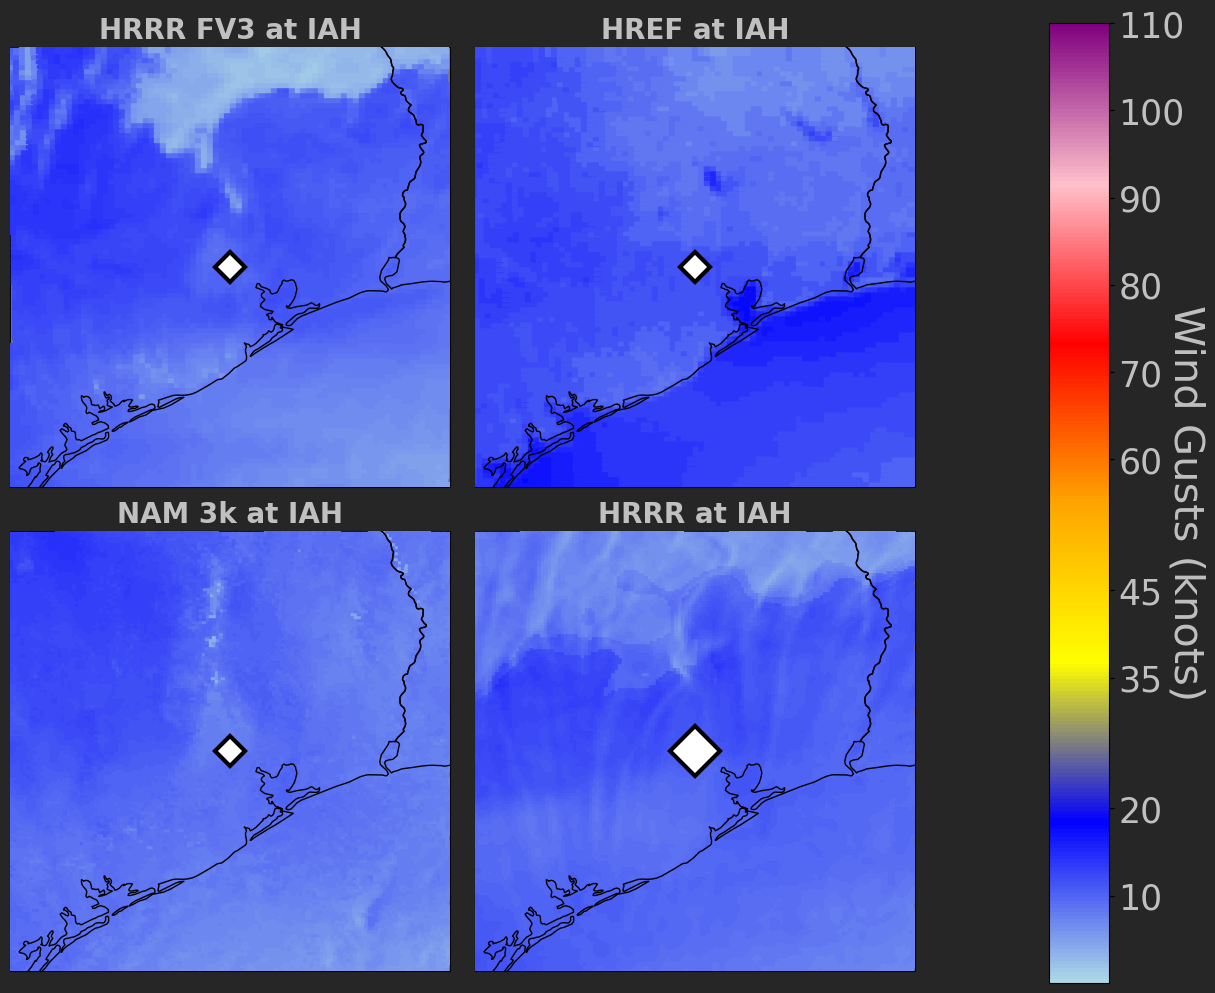 HRRR FV3 at IAH
HREF at IAH
NAM 3k at IAH
HRRR at IAH
110
100
90
80
70
60
45
35
20
10
Wind Gusts (knots)